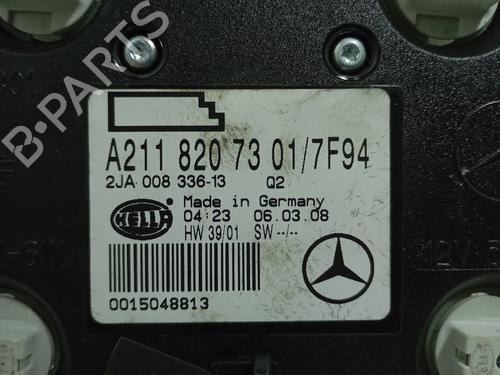 B-PARTS
A211 820 73 01/7F94
2JA 008 336-13 Q2
HELLA
Made in Germany
04:23 06.03.08
HW 39/01 SW --/--
0015048813